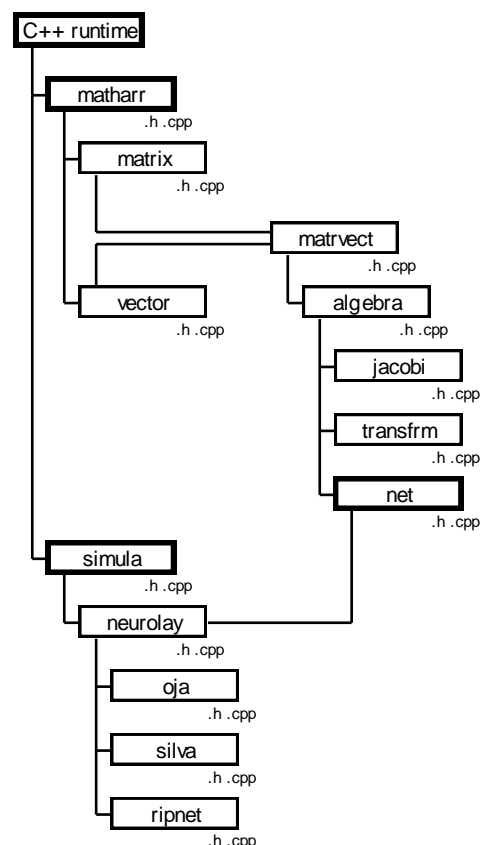 C++ runtime
matharr
.h .cpp
matrix
.h .cpp
matrvect
.h .cpp
vector
.h .cpp
algebra
.h .cpp
jacobi
.h .cpp
transfrm
.h .cpp
net
.h .cpp
simula
.h .cpp
neurolay
.h .cpp
oja
.h .cpp
silva
.h .cpp
ripnet
.h .cpp